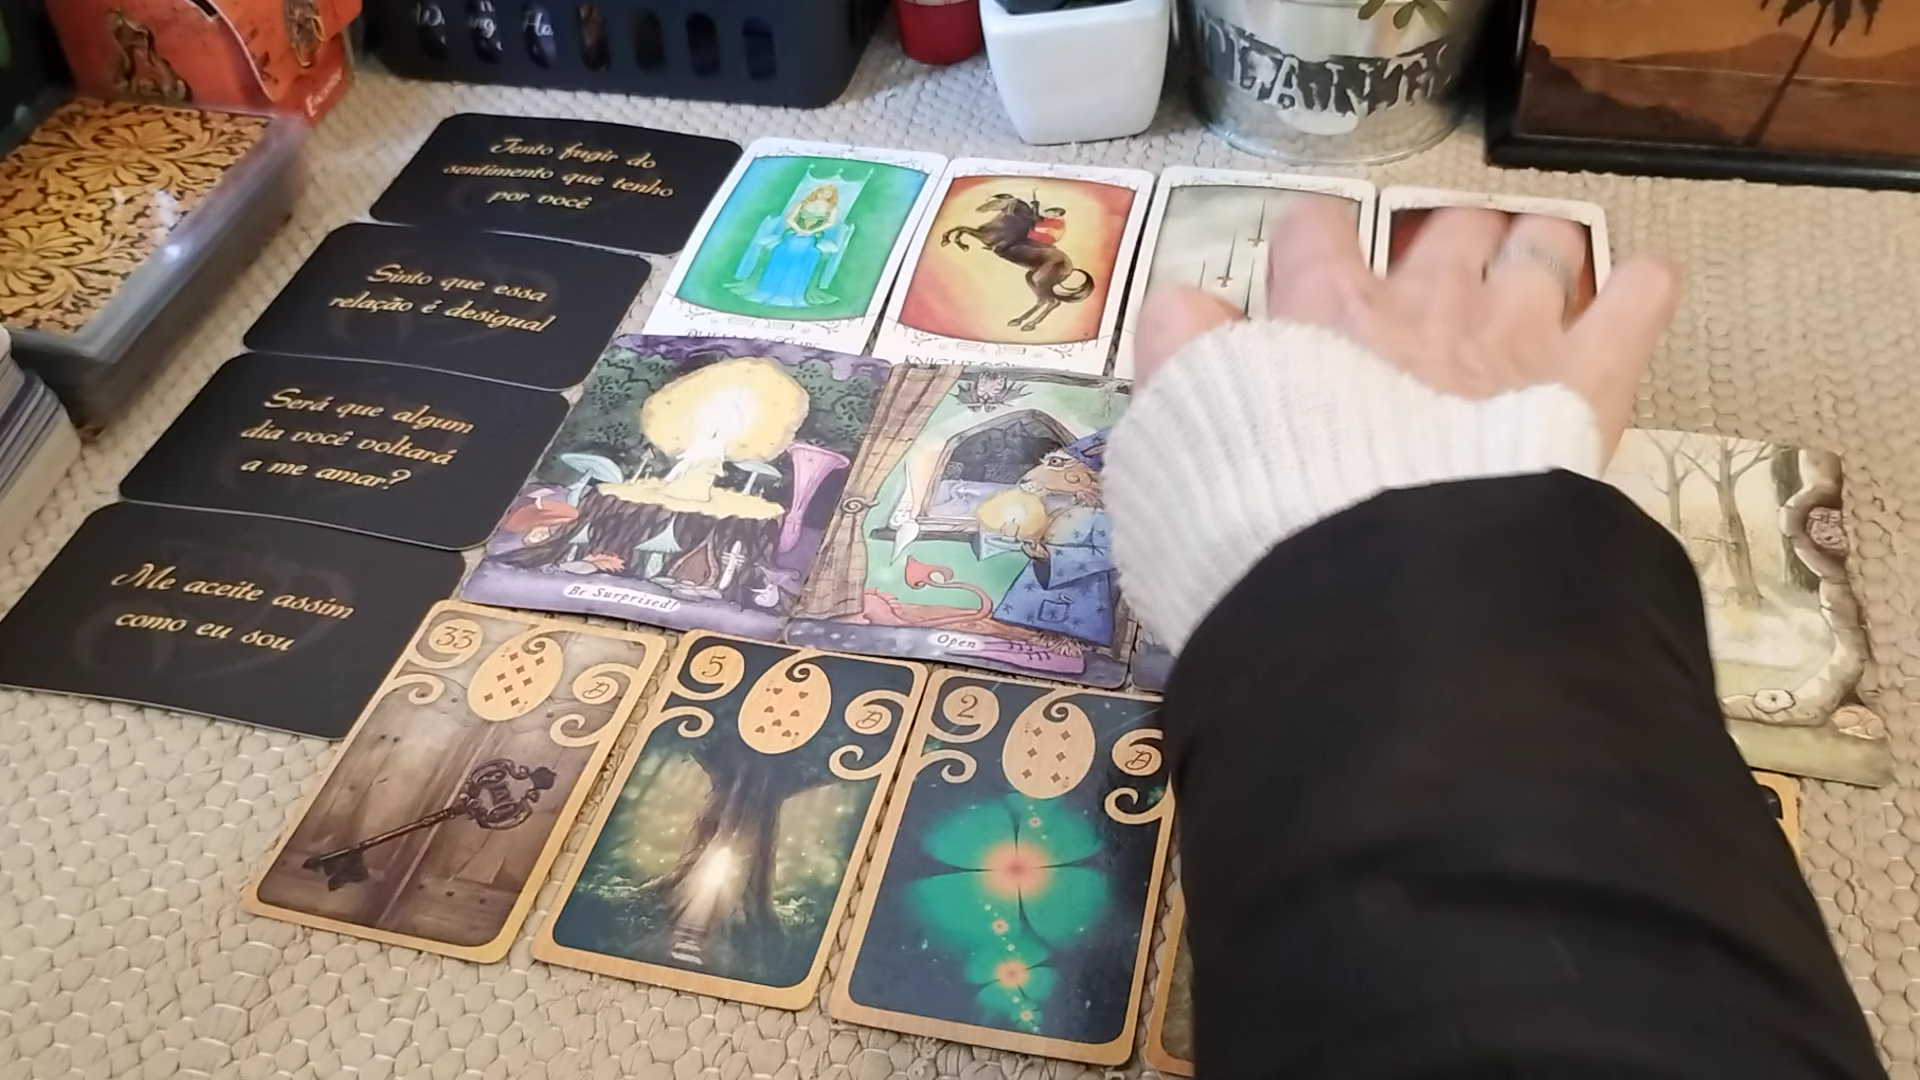 Tento fugir do
sentimento que tenho
por você
Sinto que essa
relação é desigual
Será que algum
dia você voltará
a me amar?
Me aceite assim
como eu sou
KNIGHT
Be Surprised!
Open
33
5
2